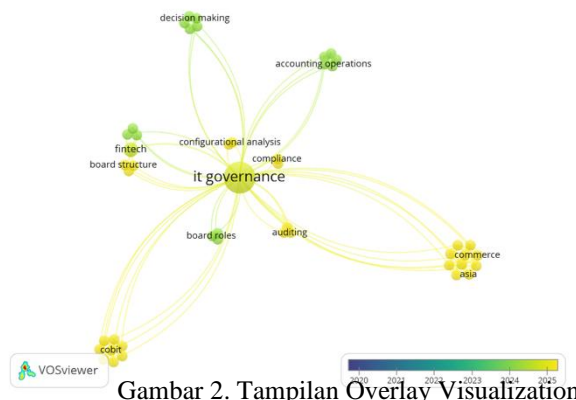 decision making
accounting operations
configurational analysis
fintech
compliance
board structure
it governance
board roles
auditing
commerce
asia
cobit
VOSviewer
2020 2021 2022 2023 2024 2025
Gambar 2. Tampilan Overlay Visualization